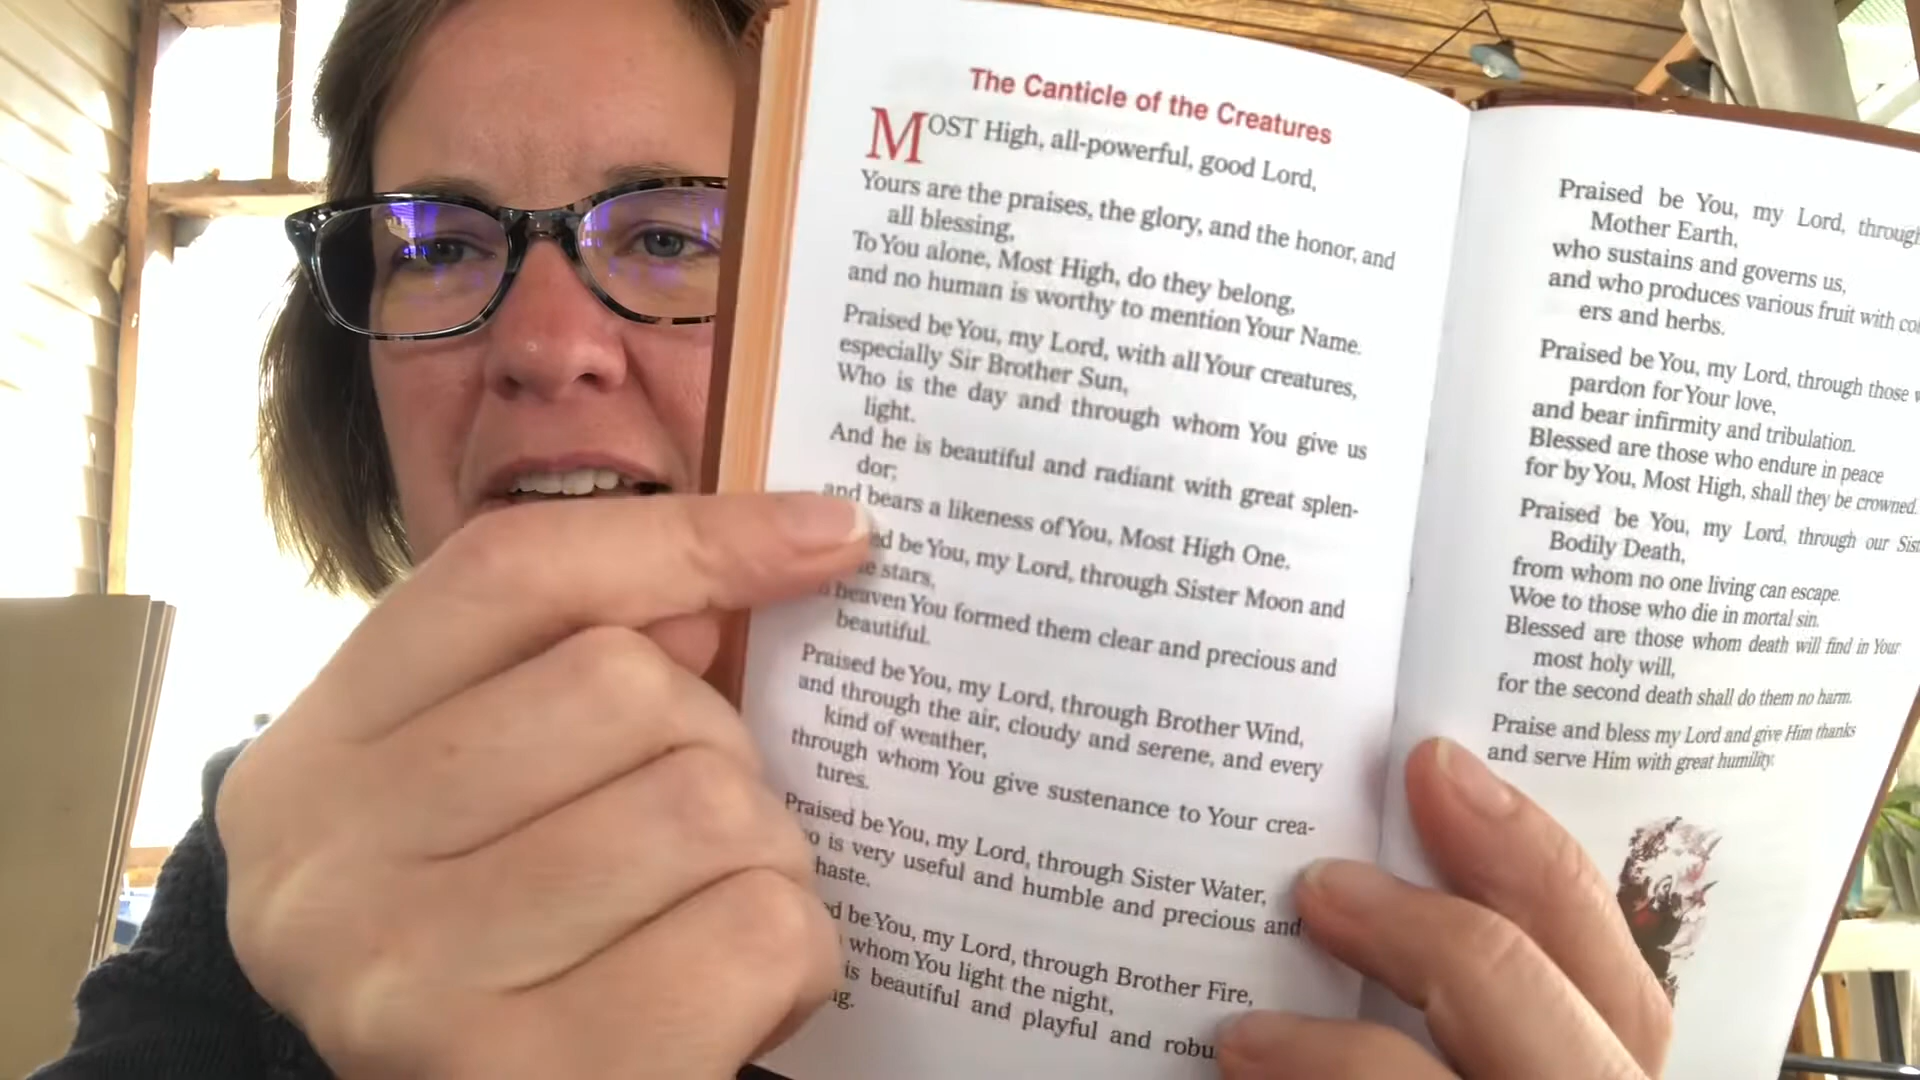 The Canticle of the Creatures
MOST High, all-powerful, good Lord,
Yours are the praises, the glory, and the honor, and
all blessing,
To You alone, Most High, do they belong,
and no human is worthy to mention Your Name.
Praised be You, my Lord, with all Your creatures,
especially Sir Brother Sun,
Who is the day and through whom You give us
light.
And he is beautiful and radiant with great splen-
dor;
and bears a likeness of You, Most High One.
be You, my Lord, through Sister Moon and
stars,
heaven You formed them clear and precious and
beautiful.
Praised be You, my Lord, through Brother Wind,
and through the air, cloudy and serene, and every
kind of weather,
through whom You give sustenance to Your crea-
tures.
Praised be You, my Lord, through Sister Water,
is very useful and humble and precious and
be You, my Lord, through Brother Fire,
whom You light the night,
is beautiful and playful and
Praised be You, my Lord, through
Mother Earth,
who sustains and governs us,
and who produces various fruit with
ers and herbs.
Praised be You, my Lord, through those
pardon for Your love,
and bear infirmity and tribulation.
Blessed are those who endure in peace
for by You, Most High, shall they be crowned.
Praised be You, my Lord, through our
Bodily Death,
from whom no one living can escape.
Woe to those who die in mortal sin.
Blessed are those whom death will find in Your
most holy will,
for the second death shall do them no harm.
Praise and bless my Lord and give Him thanks
and serve Him with great humility.